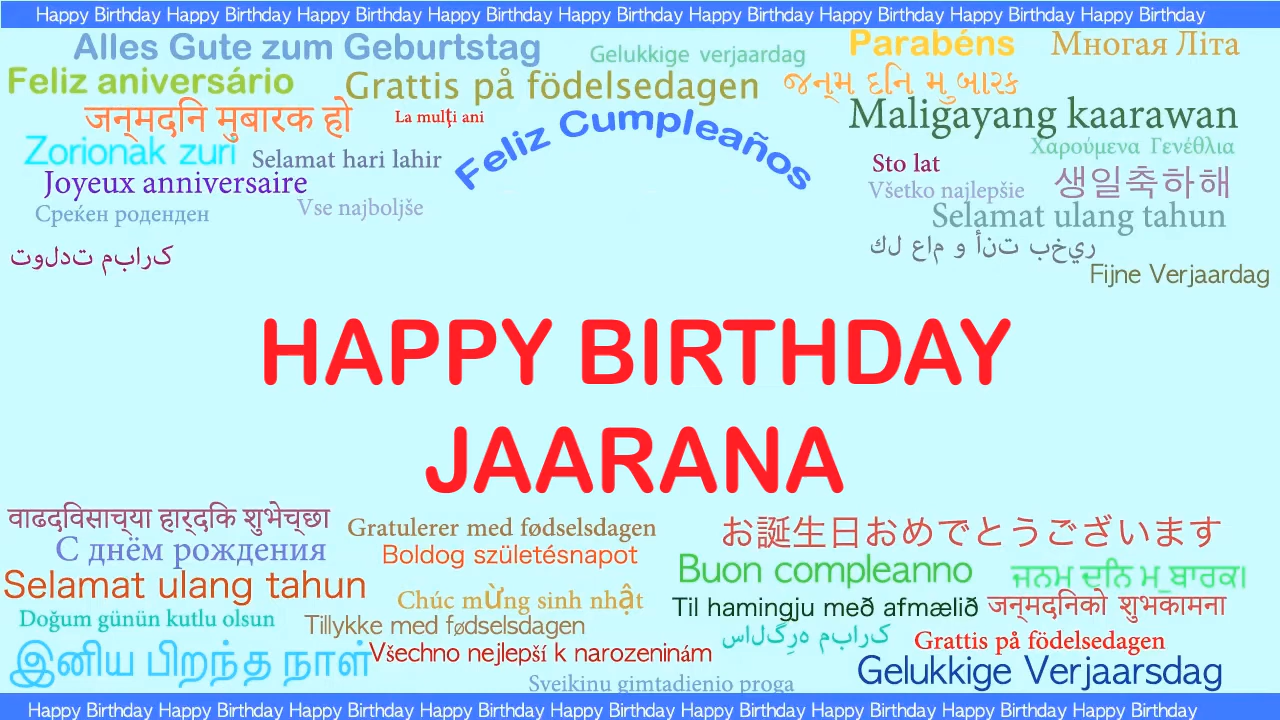 Happy Birthday Happy Birthday Happy Birthday Happy Birthday Happy Birthday Happy Birthday Happy Birthday Happy Birthday Happy Birthday
Alles Gute zum Geburtstag
Gelukkige verjaardag
Parabéns
Многая Літа
Feliz aniversário
Grattis på födelsedagen
જન્મ દિન મુબારક
जन्मदिन मुबारक हो
La mulţi ani
Feliz Cumpleaños
Maligayang kaarawan
Zorionak zuri
Selamat hari lahir
Χαρούμενα Γενέθλια
Sto lat
Joyeux anniversaire
Všetko najlepšie
생일축하해
Среќен роденден
Vse najboljše
Selamat ulang tahun
تولدت مبارک
كل عام و أنت بخير
Fijne Verjaardag
HAPPY BIRTHDAY
JAARANA
वाढदिवसाच्या हार्दिक शुभेच्छा
Gratulerer med fødselsdagen
お誕生日おめでとうございます
С днём рождения
Boldog születésnapot
Buon compleanno
ਜਨਮ ਦਿਨ ਮੁਬਾਰਕ।
Selamat ulang tahun
Chúc mừng sinh nhật
Til hamingju með afmælið
जन्मदिनको शुभकामना
Doğum günün kutlu olsun
Tillykke med fødselsdagen
سالگرہ مبارک
Grattis på födelsedagen
இனிய பிறந்த நாள்
Všechno nejlepší k narozeninám
Gelukkige Verjaarsdag
Sveikinu gimtadienio proga
Happy Birthday Happy Birthday Happy Birthday Happy Birthday Happy Birthday Happy Birthday Happy Birthday Happy Birthday Happy Birthday